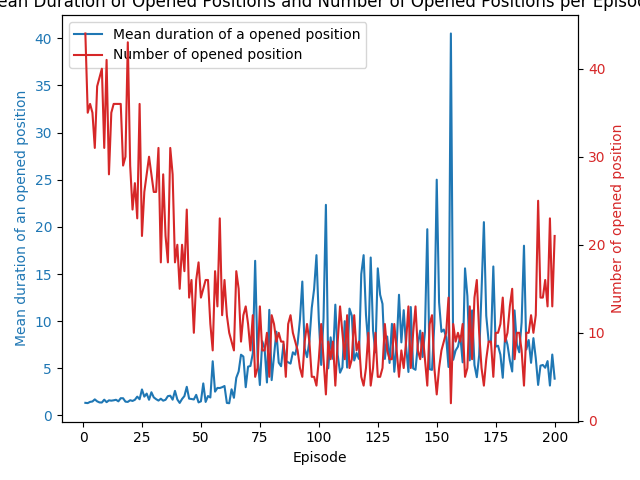 Mean Duration of Opened Positions and Number of Opened Positions per Episode
Mean duration of a opened position
Number of opened position
Mean duration of an opened position
40
35
30
25
20
15
10
5
0
40
30
20
10
0
Number of opened position
0 25 50 75 100 125 150 175 200
Episode